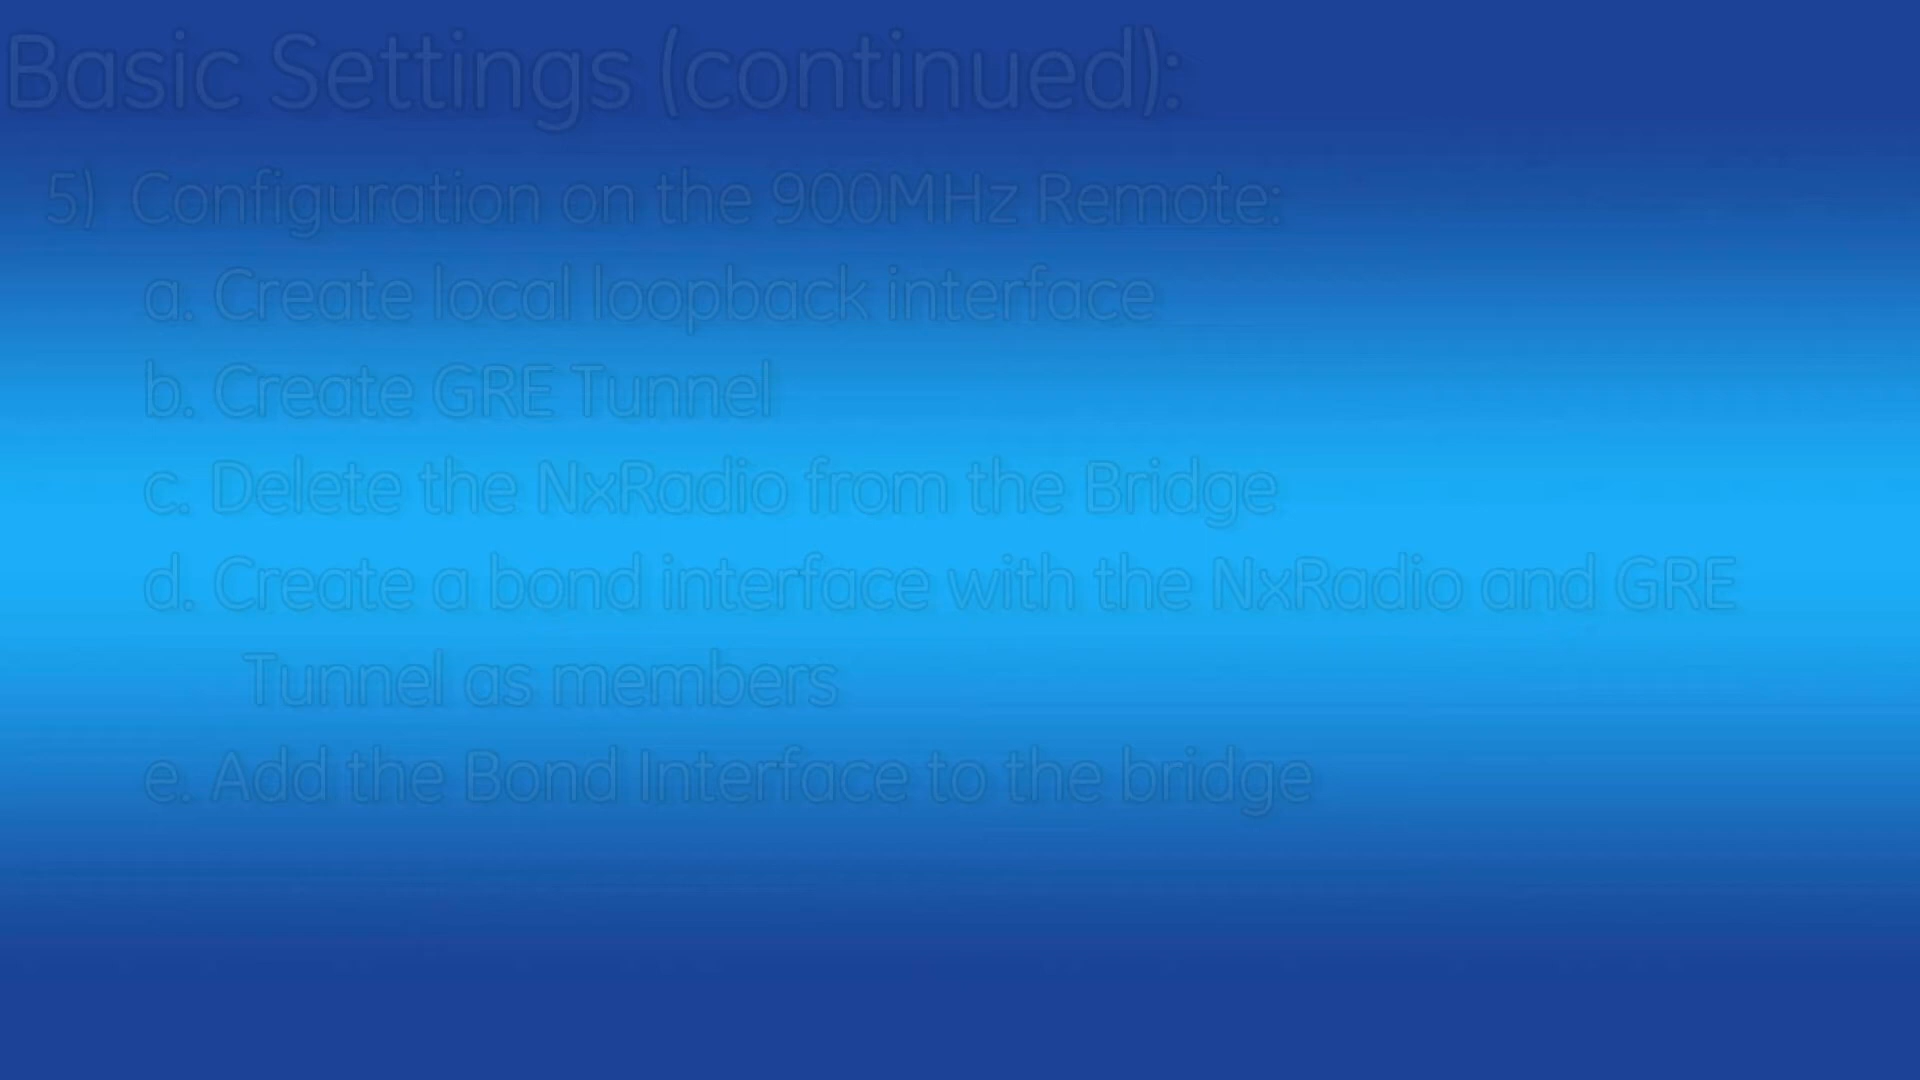 Basic Settings (continued):
5) Configuration on the 900MHz Remote:
a. Create local loopback interface
b. Create GRE Tunnel
c. Delete the NxRadio from the Bridge
d. Create a bond interface with the NxRadio and GRE
Tunnel as members
e. Add the Bond Interface to the bridge